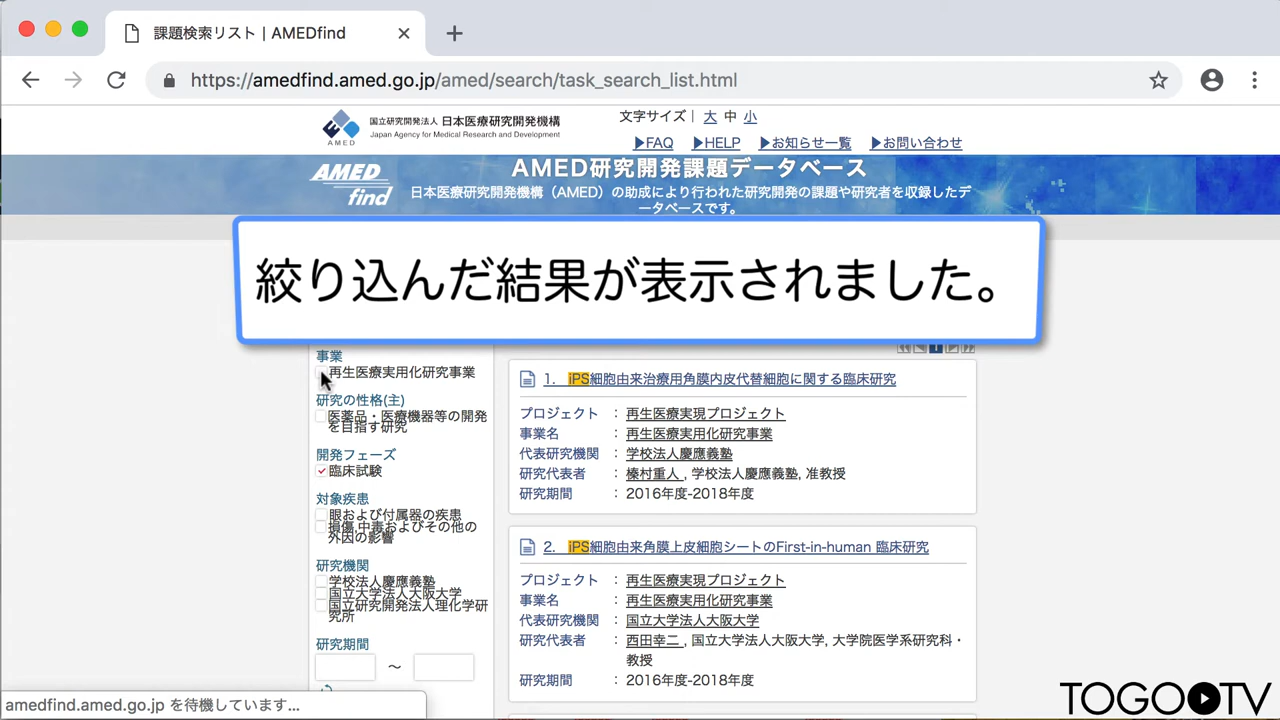 課題検索リスト | AMEDfind
https://amedfind.amed.go.jp/amed/search/task_search_list.html
AMED
国立研究開発法人 日本医療研究開発機構
Japan Agency for Medical Research and Development
文字サイズ | 大 中 小
▶FAQ ▶HELP ▶お知らせ一覧 ▶お問い合わせ
AMED find
AMED研究開発課題データベース
日本医療研究開発機構（AMED）の助成により行われた研究開発の課題や研究者を収録したデ
ータベースです。
絞り込んだ結果が表示されました。
事業
再生医療実用化研究事業
研究の性格(主)
医薬品・医療機器等の開発
を目指す研究
開発フェーズ
臨床試験
対象疾患
眼および付属器の疾患
損傷,中毒およびその他の
外因の影響
研究機関
学校法人慶應義塾
国立大学法人大阪大学
国立研究開発法人理化学研
究所
研究期間
～
1
1. iPS細胞由来治療用角膜内皮代替細胞に関する臨床研究
プロジェクト ： 再生医療実現プロジェクト
事業名 ： 再生医療実用化研究事業
代表研究機関 ： 学校法人慶應義塾
研究代表者 ： 榛村重人 , 学校法人慶應義塾, 准教授
研究期間 ： 2016年度-2018年度
2. iPS細胞由来角膜上皮細胞シートのFirst-in-human 臨床研究
プロジェクト ： 再生医療実現プロジェクト
事業名 ： 再生医療実用化研究事業
代表研究機関 ： 国立大学法人大阪大学
研究代表者 ： 西田幸二 , 国立大学法人大阪大学, 大学院医学系研究科・
教授
研究期間 ： 2016年度-2018年度
amedfind.amed.go.jp を待機しています...
TOGOTV